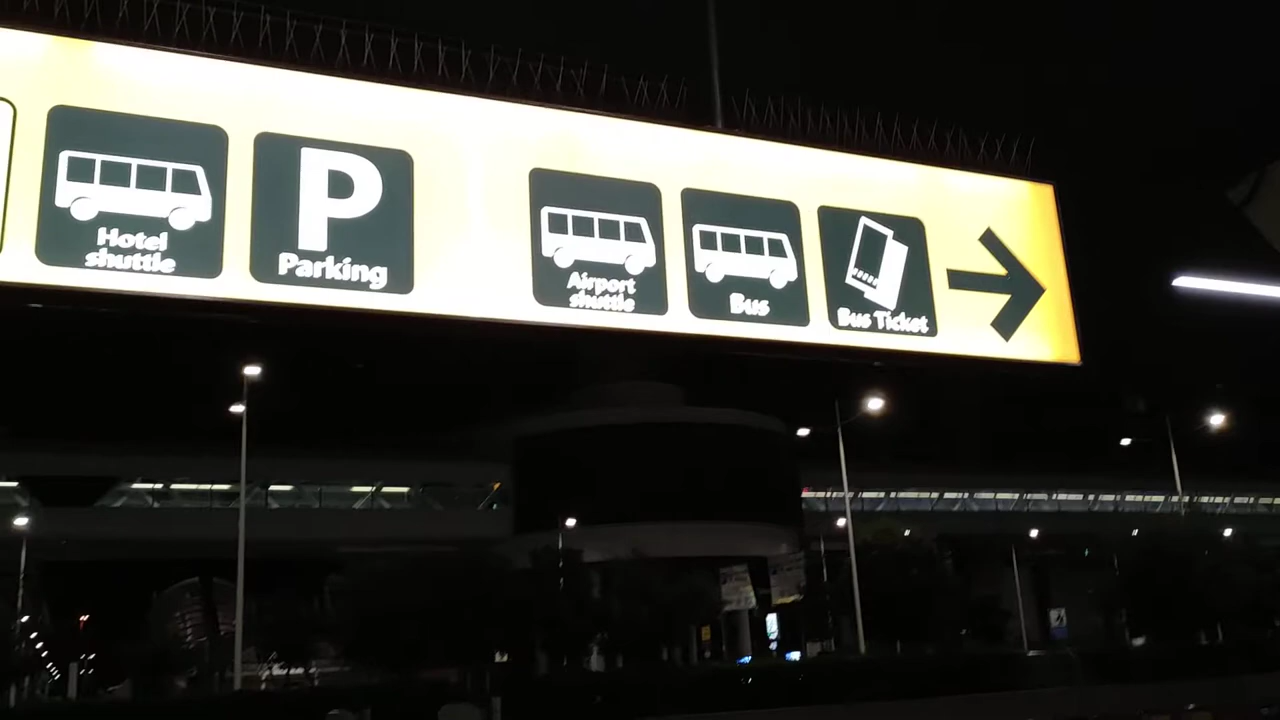 Hotel
shuttle
P
Parking
Airport
shuttle
Bus
Bus Ticket